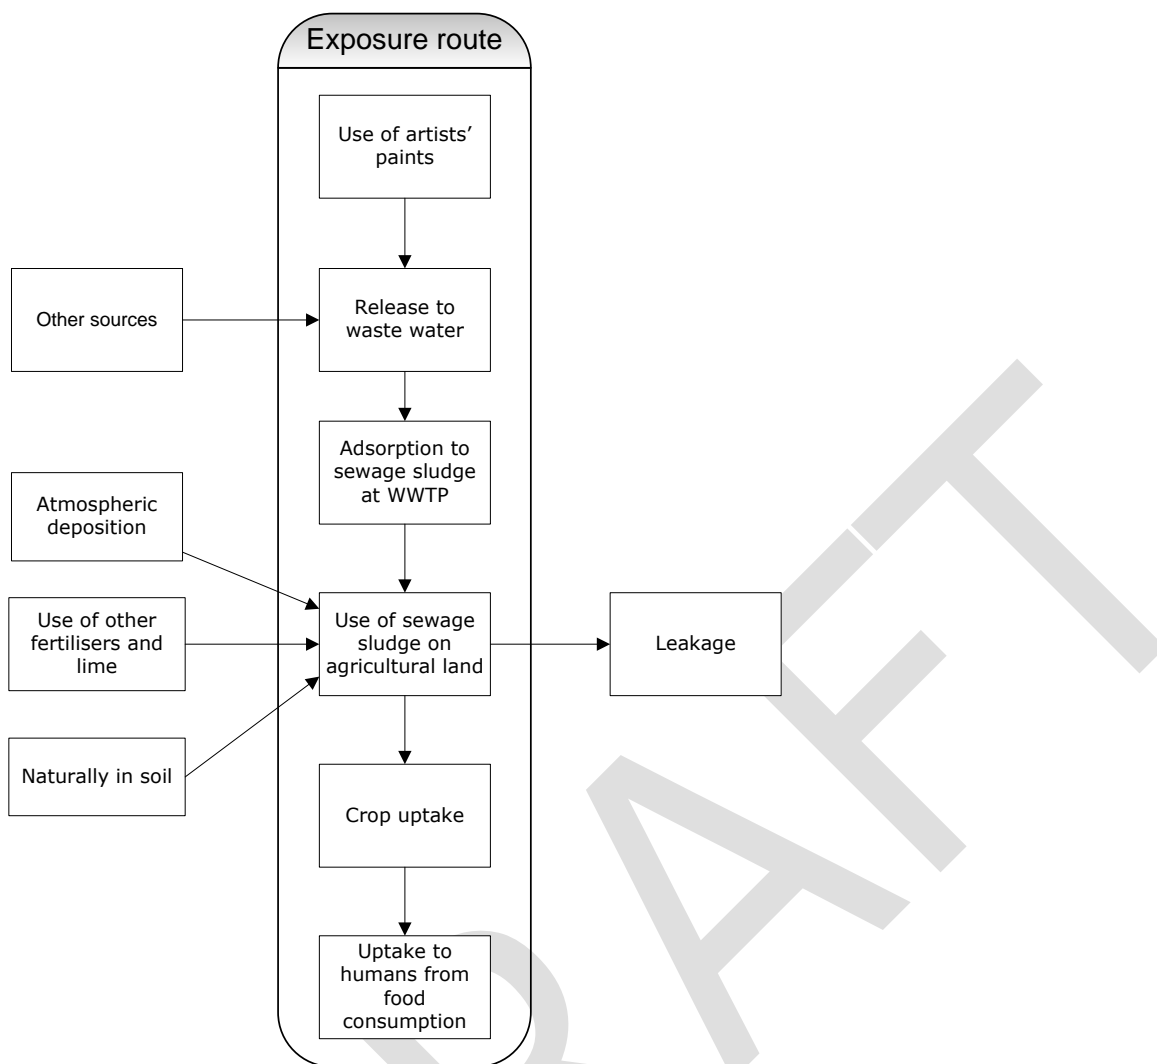 Exposure route
Use of artists’
paints
Other sources
Release to
waste water
Adsorption to
sewage sludge
at WWTP
Atmospheric
deposition
Use of other
fertilisers and
lime
Use of sewage
sludge on
agricultural land
Leakage
Naturally in soil
Crop uptake
Uptake to
humans from
food
consumption
DRAFT